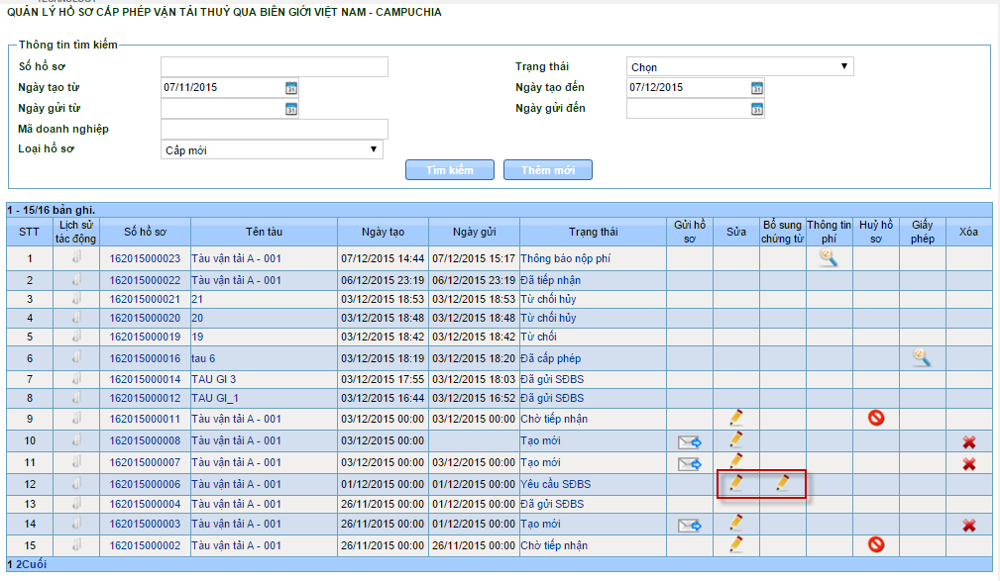 QUẢN LÝ HỒ SƠ CẤP PHÉP VẬN TẢI THUỶ QUA BIÊN GIỚI VIỆT NAM - CAMPUCHIA
Thông tin tìm kiếm
Số hồ sơ Trạng thái Chọn
Ngày tạo từ 07/11/2015 Ngày tạo đến 07/12/2015
Ngày gửi từ Ngày gửi đến
Mã doanh nghiệp
Loại hồ sơ Cấp mới
Tìm kiếm Thêm mới
1 - 15/16 bản ghi.
STT Lịch sử tác động Số hồ sơ Tên tàu Ngày tạo Ngày gửi Trạng thái Gửi hồ sơ Sửa Bổ sung chứng từ Thông tin phí Huỷ hồ sơ Giấy phép Xóa
1 162015000023 Tàu vận tải A - 001 07/12/2015 14:44 07/12/2015 15:17 Thông báo nộp phí
2 162015000022 Tàu vận tải A - 001 06/12/2015 23:19 06/12/2015 23:19 Đã tiếp nhận
3 162015000021 21 03/12/2015 18:53 03/12/2015 18:53 Từ chối hủy
4 162015000020 20 03/12/2015 18:48 03/12/2015 18:48 Từ chối hủy
5 162015000019 19 03/12/2015 18:42 03/12/2015 18:42 Từ chối
6 162015000016 tau 6 03/12/2015 18:19 03/12/2015 18:20 Đã cấp phép
7 162015000014 TAU GI 3 03/12/2015 17:55 03/12/2015 18:03 Đã gửi SĐBS
8 162015000012 TAU GI_1 03/12/2015 16:44 03/12/2015 16:52 Đã gửi SĐBS
9 162015000011 Tàu vận tải A - 001 03/12/2015 00:00 03/12/2015 00:00 Chờ tiếp nhận
10 162015000008 Tàu vận tải A - 001 03/12/2015 00:00 Tạo mới
11 162015000007 Tàu vận tải A - 001 03/12/2015 00:00 03/12/2015 00:00 Tạo mới
12 162015000006 Tàu vận tải A - 001 01/12/2015 00:00 01/12/2015 00:00 Yêu cầu SĐBS
13 162015000004 Tàu vận tải A - 001 26/11/2015 00:00 01/12/2015 00:00 Đã gửi SĐBS
14 162015000003 Tàu vận tải A - 001 26/11/2015 00:00 01/12/2015 00:00 Tạo mới
15 162015000002 Tàu vận tải A - 001 26/11/2015 00:00 26/11/2015 00:00 Chờ tiếp nhận
1 2Cuối